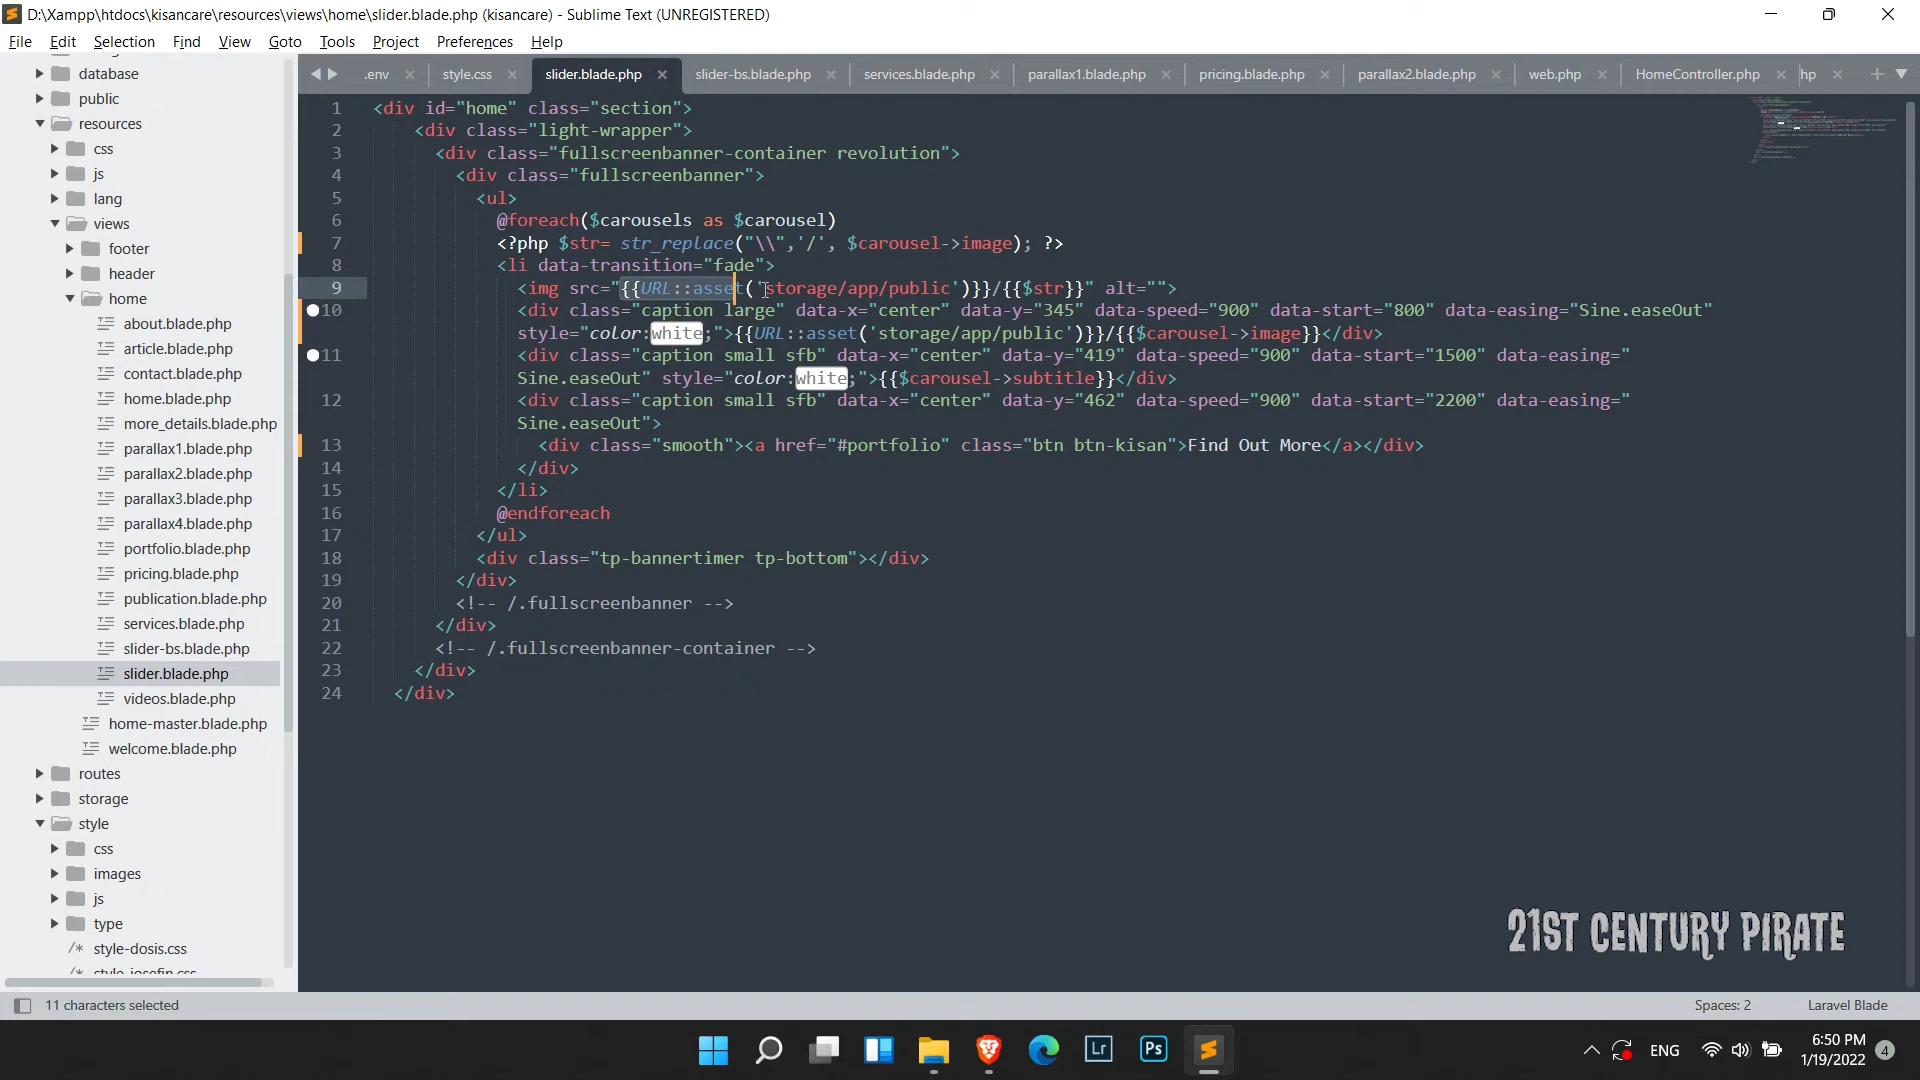 D:\Xampp\htdocs\kisancare\resources\views\home\slider.blade.php (kisancare) - Sublime Text (UNREGISTERED)
File Edit Selection Find View Goto Tools Project Preferences Help
.env style.css slider.blade.php slider-bs.blade.php services.blade.php parallax1.blade.php pricing.blade.php parallax2.blade.php web.php HomeController.php hp
database
public
resources
css
js
lang
views
footer
header
home
about.blade.php
article.blade.php
contact.blade.php
home.blade.php
more_details.blade.php
parallax1.blade.php
parallax2.blade.php
parallax3.blade.php
parallax4.blade.php
portfolio.blade.php
pricing.blade.php
publication.blade.php
services.blade.php
slider-bs.blade.php
slider.blade.php
videos.blade.php
home-master.blade.php
welcome.blade.php
routes
storage
style
css
images
js
type
style-dosis.css
style-josefin.css
1 <div id="home" class="section">
2 <div class="light-wrapper">
3 <div class="fullscreenbanner-container revolution">
4 <div class="fullscreenbanner">
5 <ul>
6 @foreach($carousels as $carousel)
7 <?php $str= str_replace("\\",'/', $carousel->image); ?>
8 <li data-transition="fade">
9 <img src="{{URL::asset('storage/app/public')}}/{{$str}}" alt="">
10 <div class="caption large" data-x="center" data-y="345" data-speed="900" data-start="800" data-easing="Sine.easeOut"
style="color:white;">{{URL::asset('storage/app/public')}}/{{$carousel->image}}</div>
11 <div class="caption small sfb" data-x="center" data-y="419" data-speed="900" data-start="1500" data-easing="
Sine.easeOut" style="color:white;">{{$carousel->subtitle}}</div>
12 <div class="caption small sfb" data-x="center" data-y="462" data-speed="900" data-start="2200" data-easing="
Sine.easeOut">
13 <div class="smooth"><a href="#portfolio" class="btn btn-kisan">Find Out More</a></div>
14 </div>
15 </li>
16 @endforeach
17 </ul>
18 <div class="tp-bannertimer tp-bottom"></div>
19 </div>
20 <!-- /.fullscreenbanner -->
21 </div>
22 <!-- /.fullscreenbanner-container -->
23 </div>
24 </div>
21ST CENTURY PIRATE
11 characters selected
Spaces: 2 Laravel Blade
Lr Ps
ENG
6:50 PM
1/19/2022
4